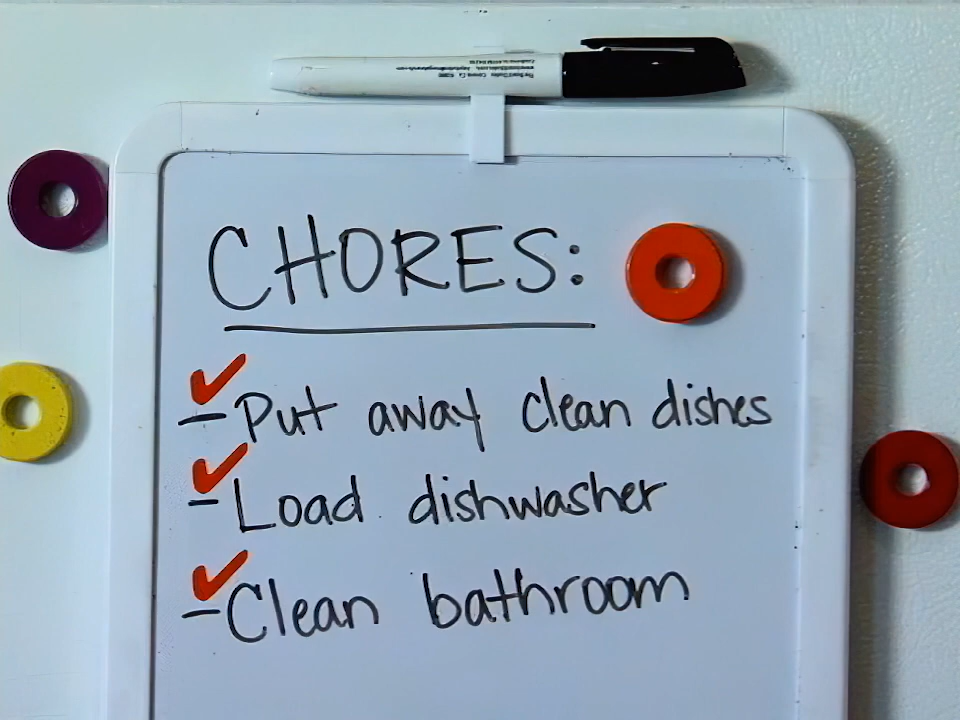 CHORES:
- Put away clean dishes
- Load dishwasher
- Clean bathroom